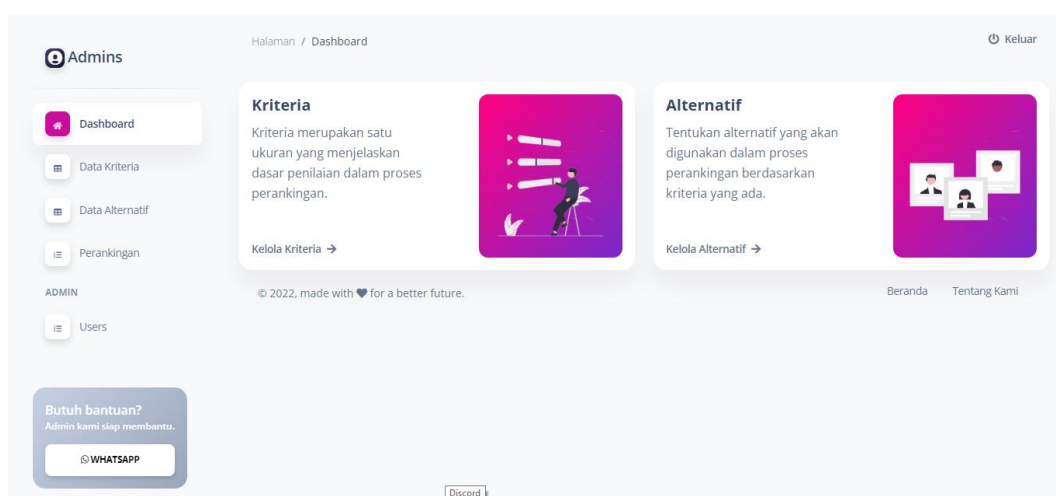 Admins
Dashboard
Data Kriteria
Data Alternatif
Perankingan
ADMIN
Users
Butuh bantuan?
Admin kami siap membantu.
WHATSAPP
Halaman / Dashboard
Keluar
Kriteria
Kriteria merupakan satu
ukuran yang menjelaskan
dasar penilaian dalam proses
perankingan.
Kelola Kriteria →
Alternatif
Tentukan alternatif yang akan
digunakan dalam proses
perankingan berdasarkan
kriteria yang ada.
Kelola Alternatif →
© 2022, made with ♥ for a better future.
Beranda Tentang Kami
Discord